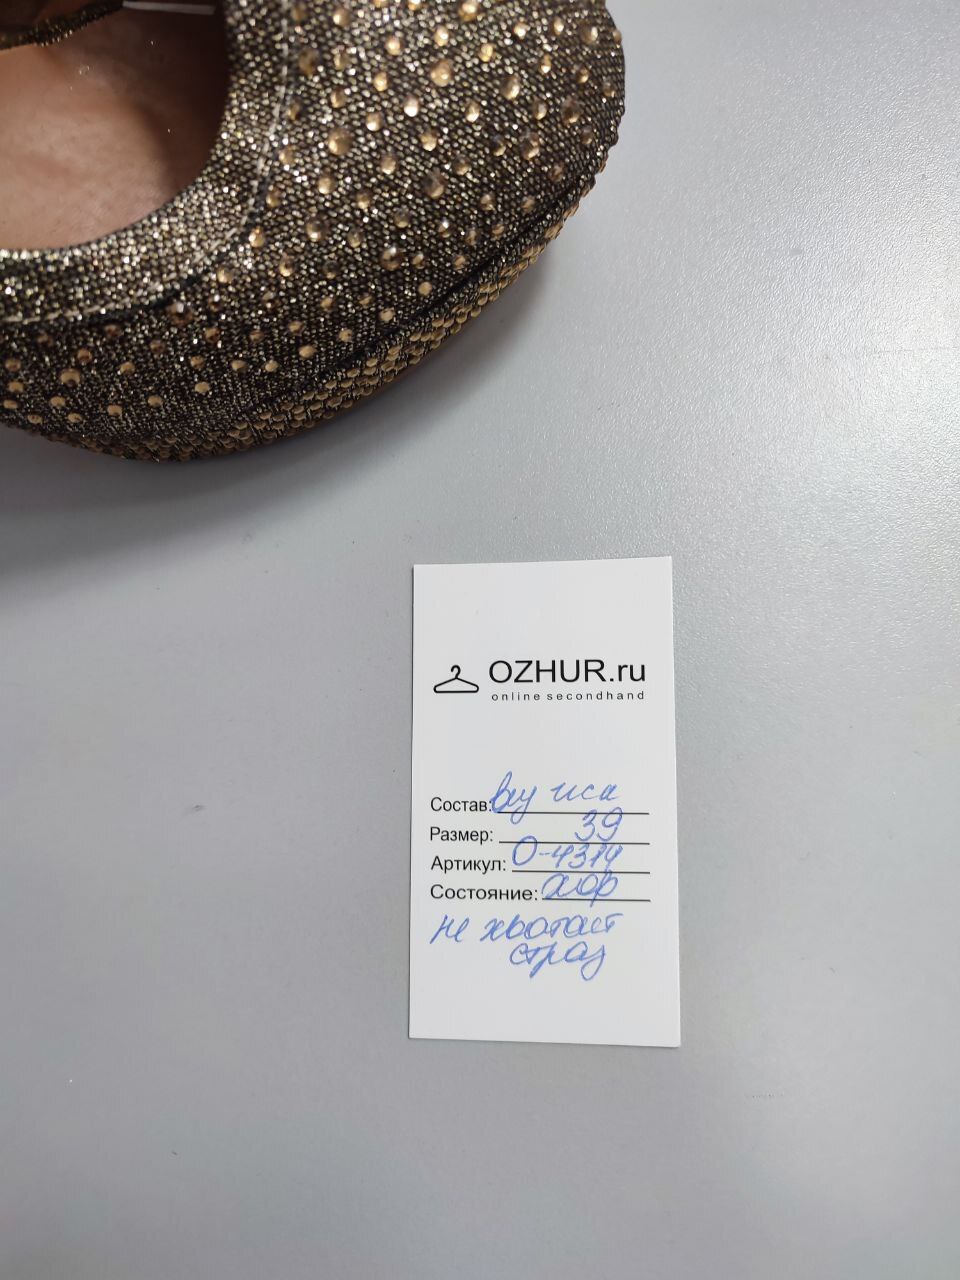 OZHUR.ru
online secondhand
Состав: иск
Размер: 39
Артикул: О-4314
Состояние: хор
не хватает
страз